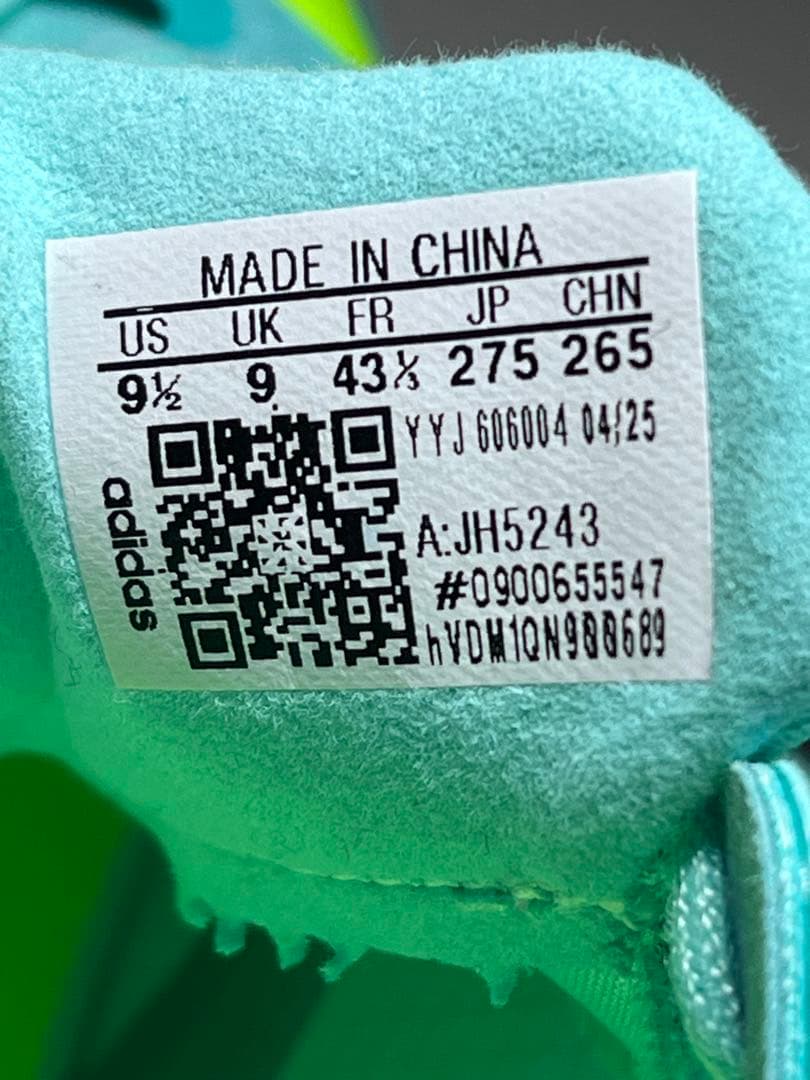 MADE IN CHINA
US UK FR JP CHN
9½ 9 43⅓ 275 265
YYJ 606004 04/25
adidas
A:JH5243
#0900655547
hVDM1QN900689